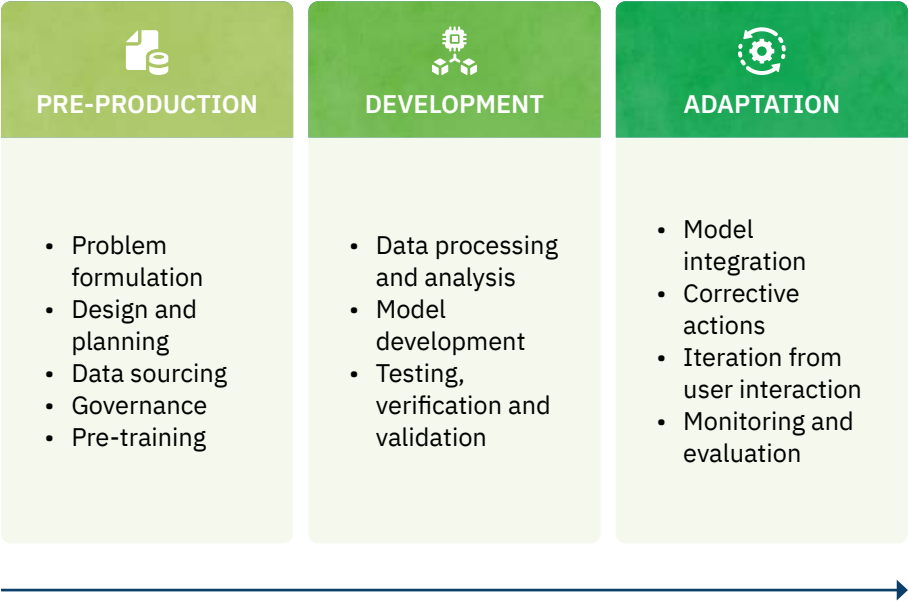 PRE-PRODUCTION
• Problem
formulation
• Design and
planning
• Data sourcing
• Governance
• Pre-training
DEVELOPMENT
• Data processing
and analysis
• Model
development
• Testing,
verification and
validation
ADAPTATION
• Model
integration
• Corrective
actions
• Iteration from
user interaction
• Monitoring and
evaluation